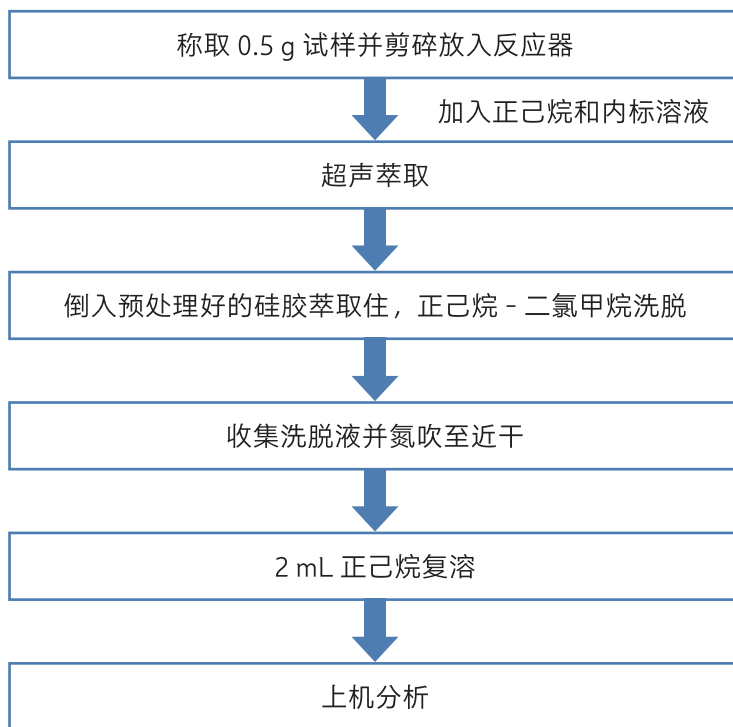 称取 0.5 g 试样并剪碎放入反应器
加入正己烷和内标溶液
超声萃取
倒入预处理好的硅胶萃取住，正己烷 - 二氯甲烷洗脱
收集洗脱液并氮吹至近干
2 mL 正己烷复溶
上机分析